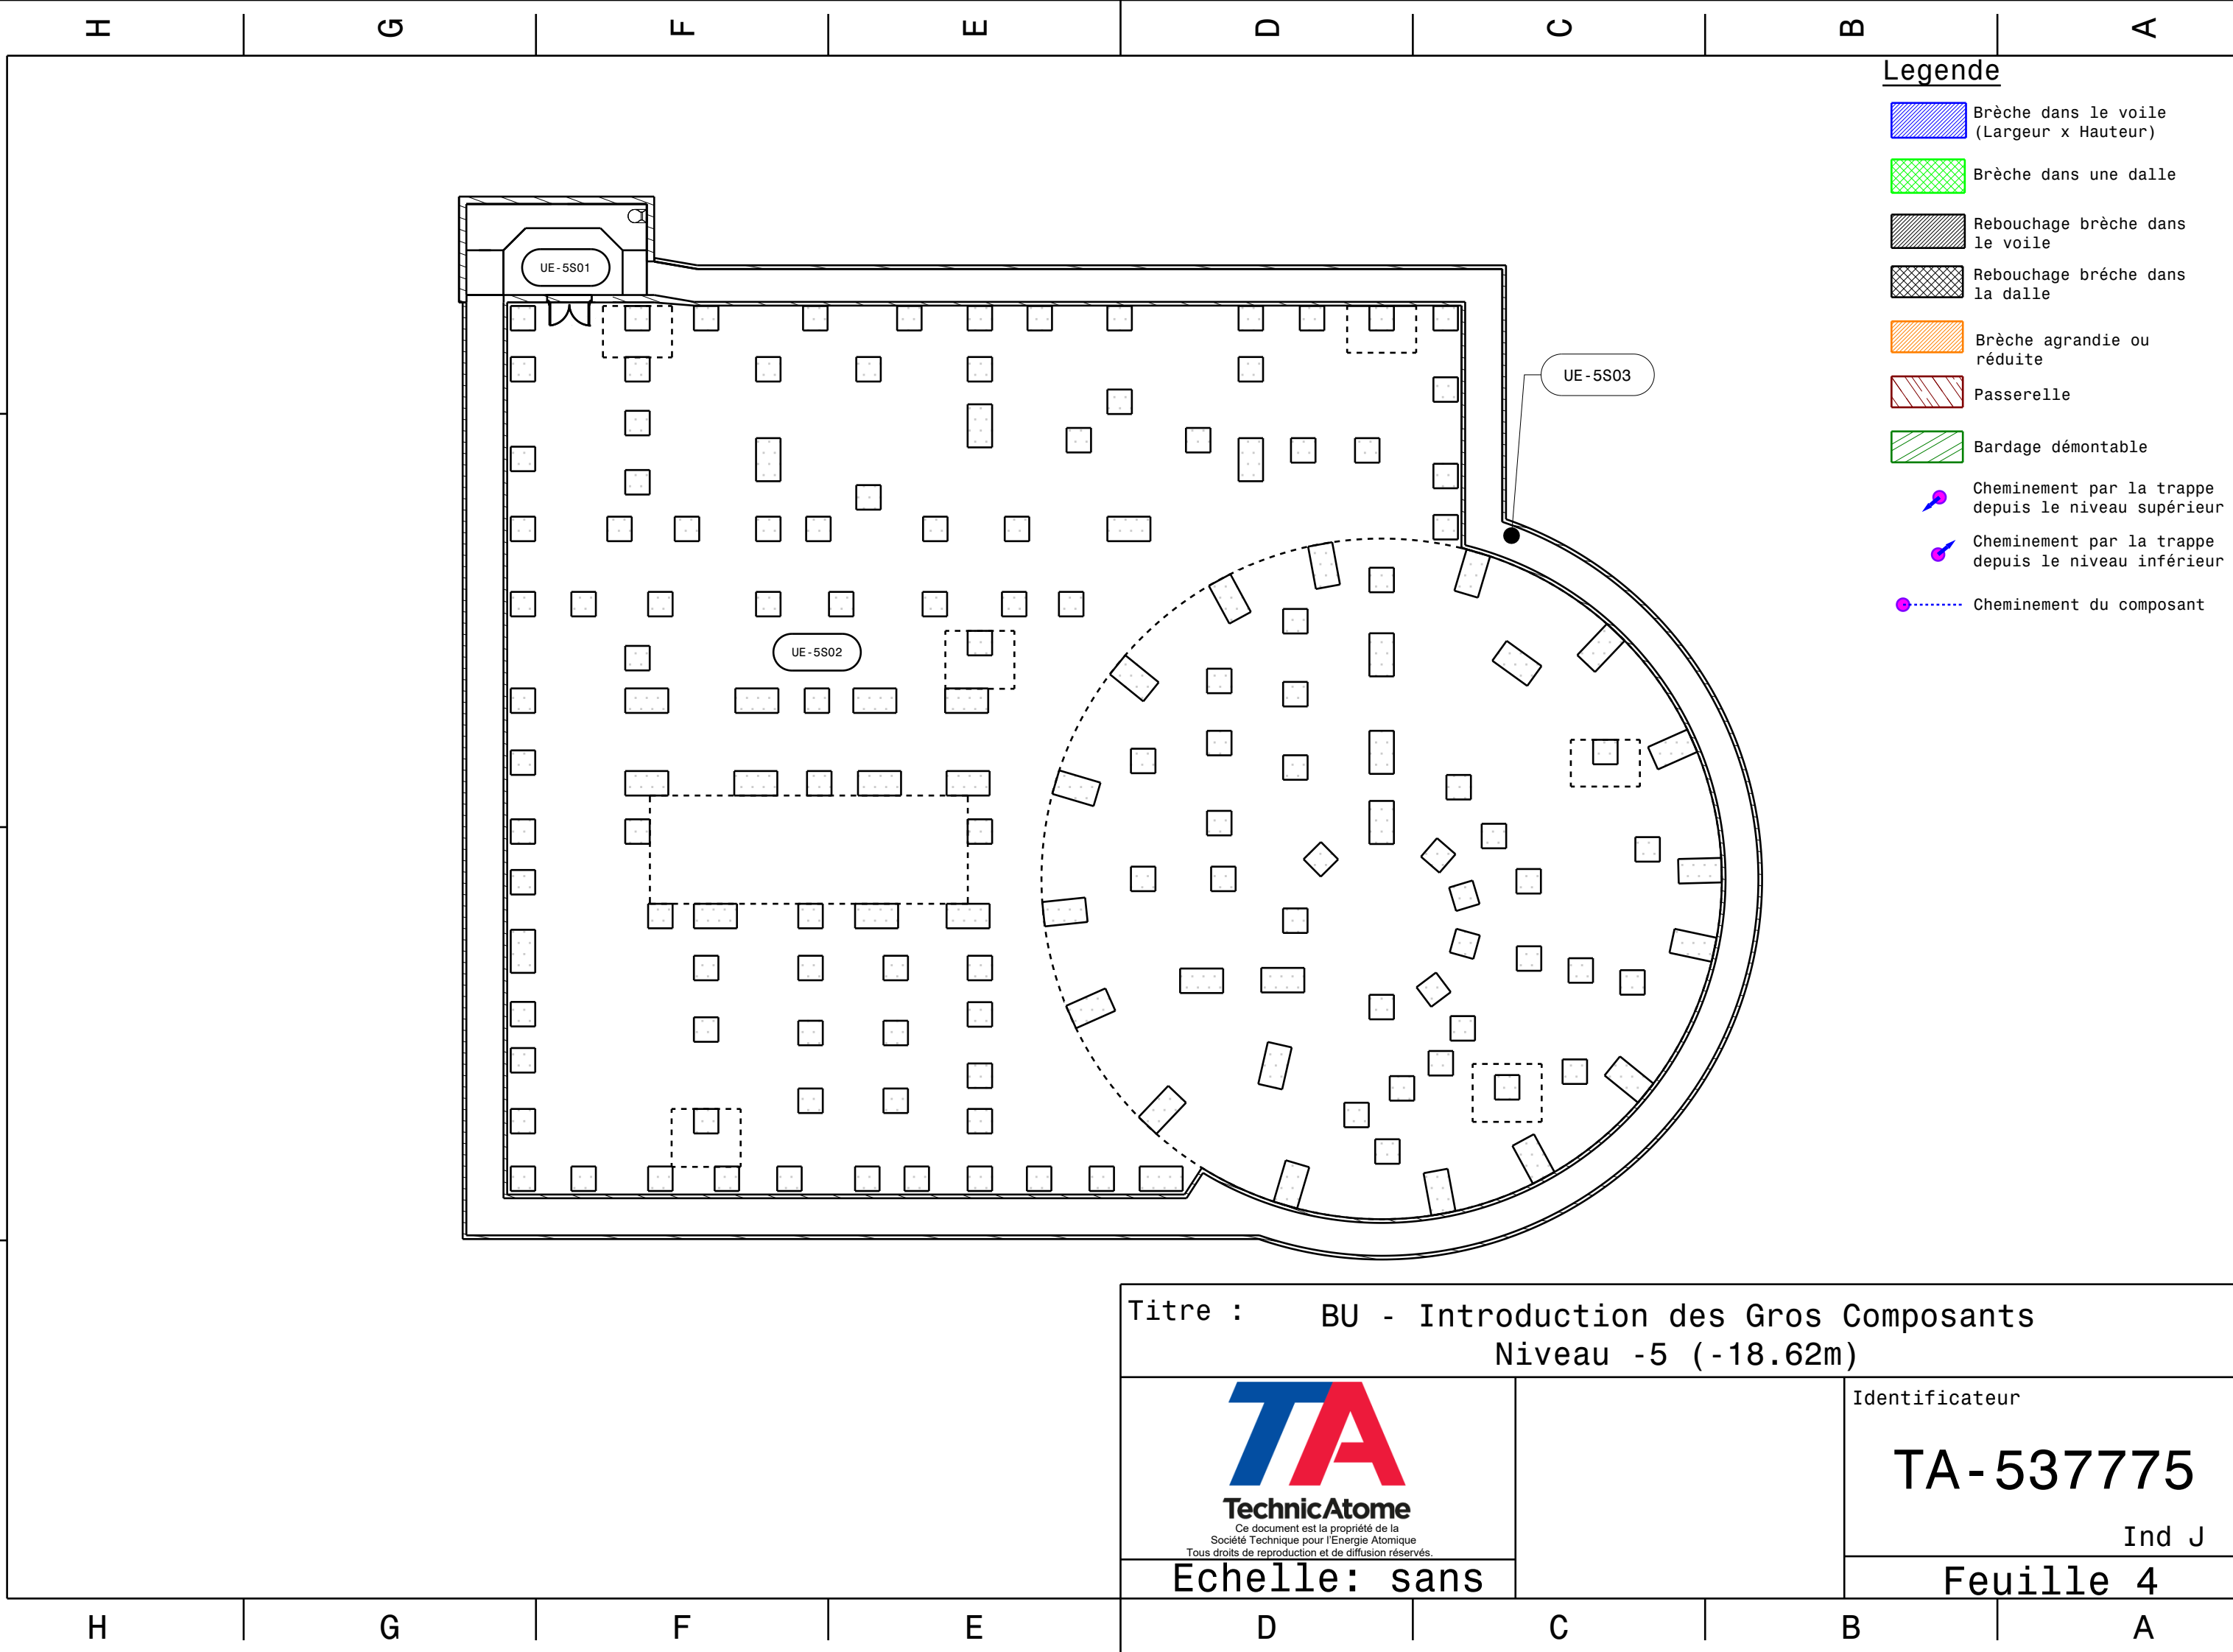 H G F E D C B A
Legende
Brèche dans le voile
(Largeur x Hauteur)
Brèche dans une dalle
Rebouchage brèche dans
le voile
Rebouchage bréche dans
la dalle
Brèche agrandie ou
réduite
Passerelle
Bardage démontable
Cheminement par la trappe
depuis le niveau supérieur
Cheminement par la trappe
depuis le niveau inférieur
Cheminement du composant
UE-5S01
UE-5S03
UE-5S02
Titre : BU - Introduction des Gros Composants
Niveau -5 (-18.62m)
TA
TechnicAtome
Ce document est la propriété de la
Société Technique pour l'Energie Atomique
Tous droits de reproduction et de diffusion réservés.
Echelle: sans
Identificateur
TA-537775
Ind J
Feuille 4
H G F E D C B A